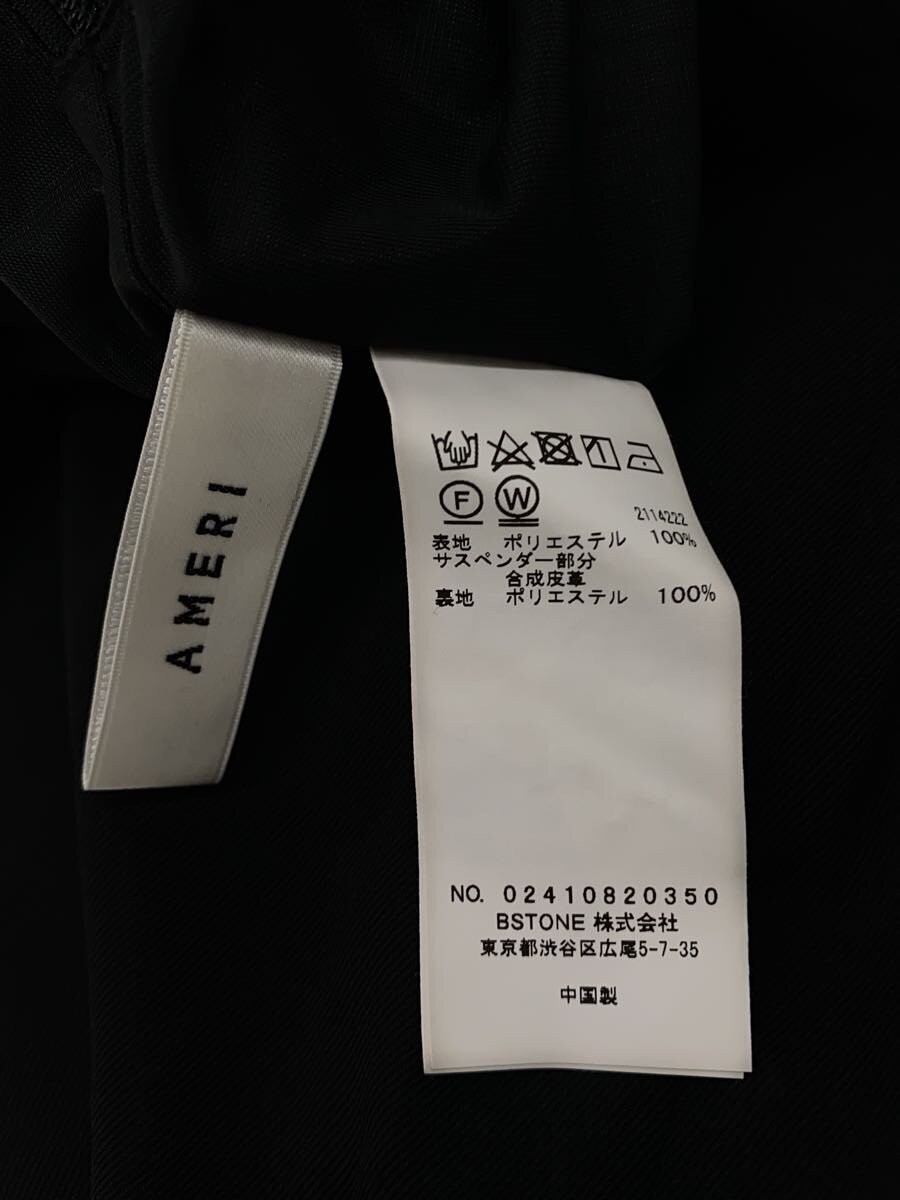 AMERI
F W
2114222
表地 ポリエステル 100%
サスペンダー部分
合成皮革
裏地 ポリエステル 100%
NO. 02410820350
BSTONE 株式会社
東京都渋谷区広尾5-7-35
中国製